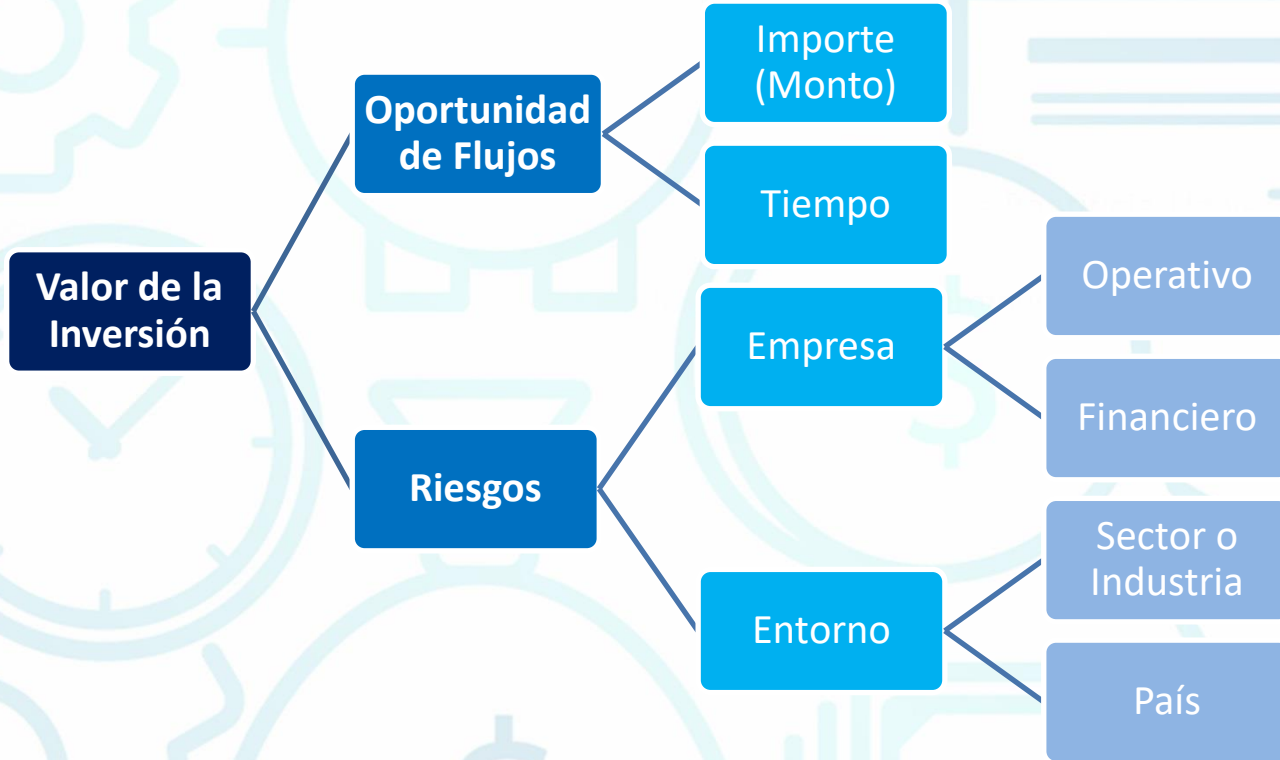 Valor de la
Inversión
Oportunidad
de Flujos
Importe
(Monto)
Tiempo
Riesgos
Empresa
Operativo
Financiero
Entorno
Sector o
Industria
País